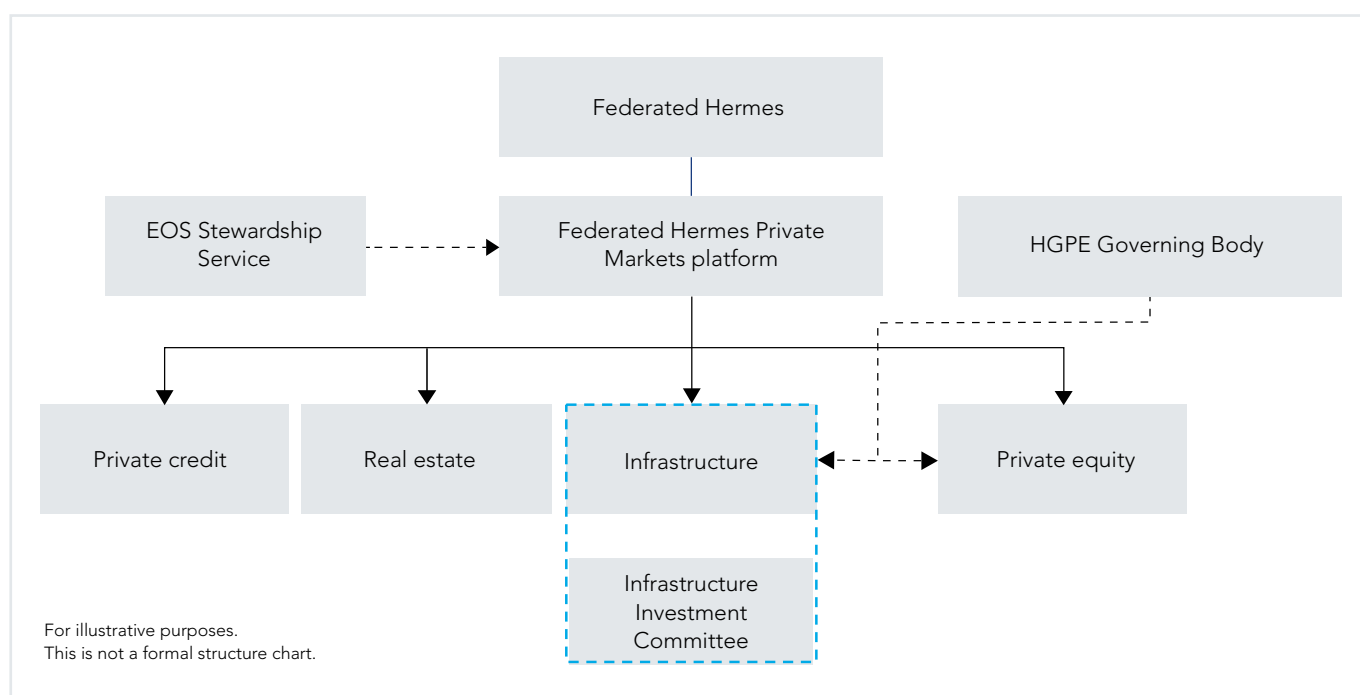 Federated Hermes
EOS Stewardship
Service
Federated Hermes Private
Markets platform
HGPE Governing Body
Private credit
Real estate
Infrastructure
Private equity
Infrastructure
Investment
Committee
For illustrative purposes.
This is not a formal structure chart.